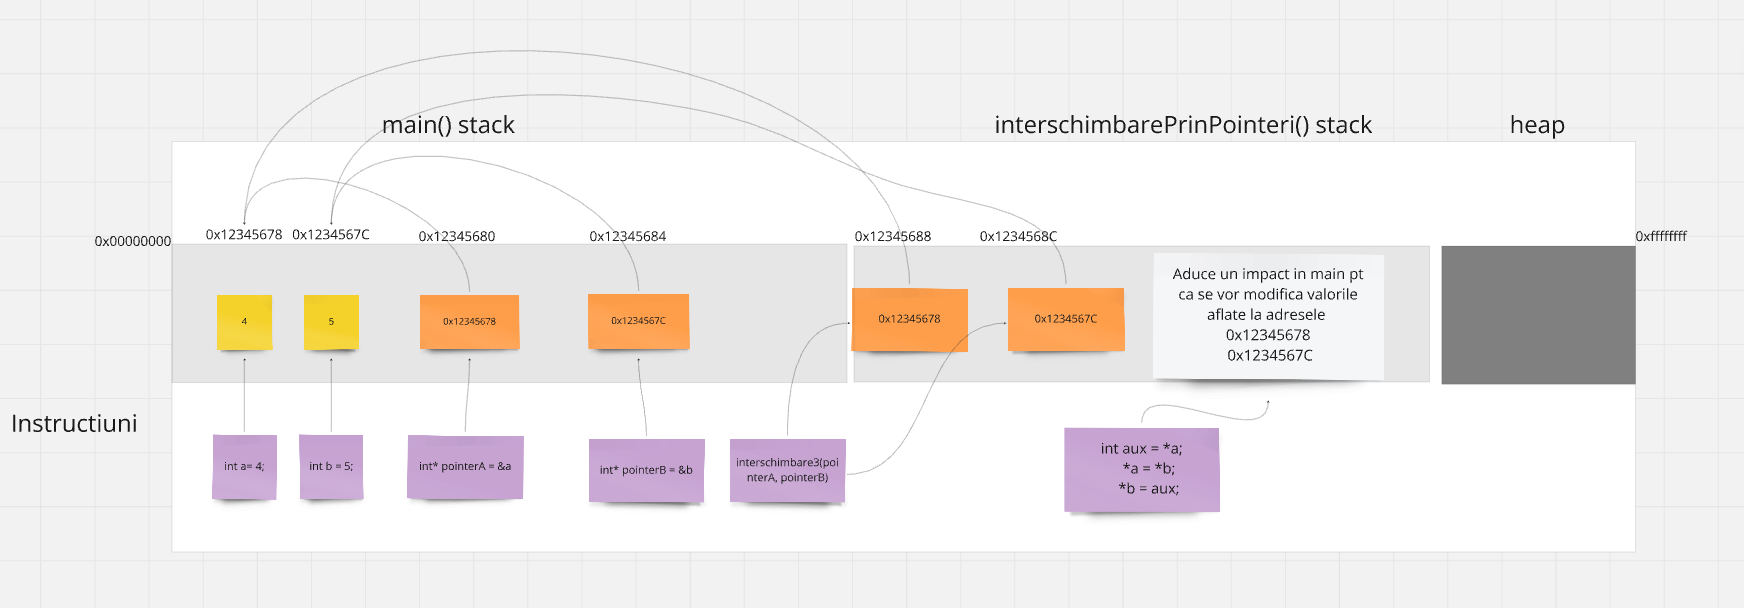 main() stack
interschimbarePrinPointeri() stack
heap
0x00000000
0x12345678
0x1234567C
0x12345680
0x12345684
0x12345688
0x1234568C
0xffffffff
4
5
0x12345678
0x1234567C
0x12345678
0x1234567C
Aduce un impact in main pt
ca se vor modifica valorile
aflate la adresele
0x12345678
0x1234567C
Instructiuni
int a= 4;
int b = 5;
int* pointerA = &a
int* pointerB = &b
interschimbare3(poi
nterA, pointerB)
int aux = *a;
*a = *b;
*b = aux;